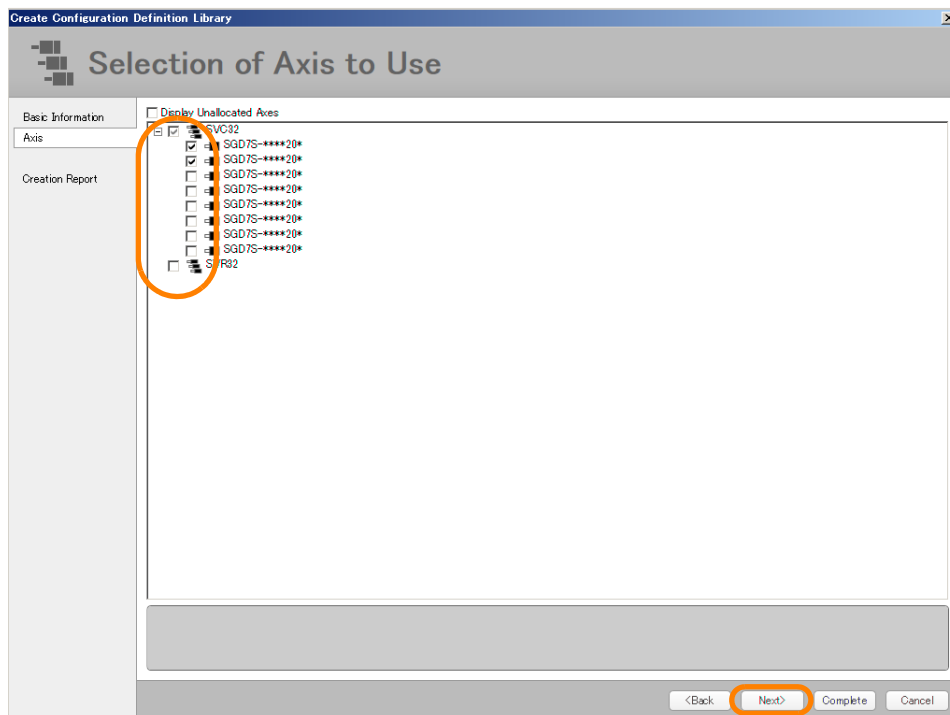 Create Configuration Definition Library
Selection of Axis to Use
Basic Information
Axis
Creation Report
Display Unallocated Axes
SVC32
SGD7S-****20*
SGD7S-****20*
SGD7S-****20*
SGD7S-****20*
SGD7S-****20*
SGD7S-****20*
SGD7S-****20*
SGD7S-****20*
SVR32
<Back
Next>
Complete
Cancel